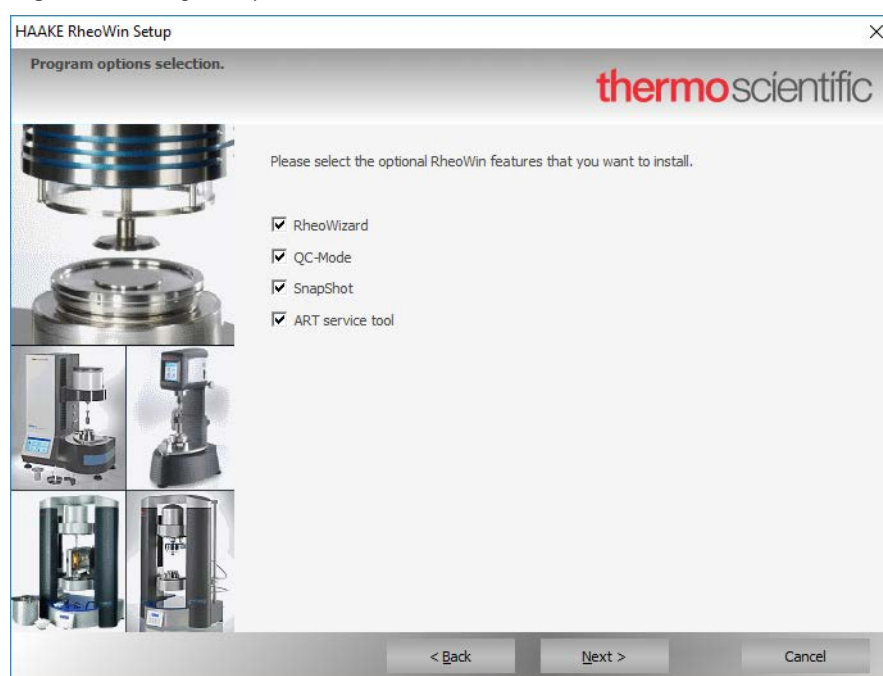 HAAKE RheoWin Setup
Program options selection.
thermoscientific
Please select the optional RheoWin features that you want to install.
RheoWizard
QC-Mode
SnapShot
ART service tool
< Back
Next >
Cancel